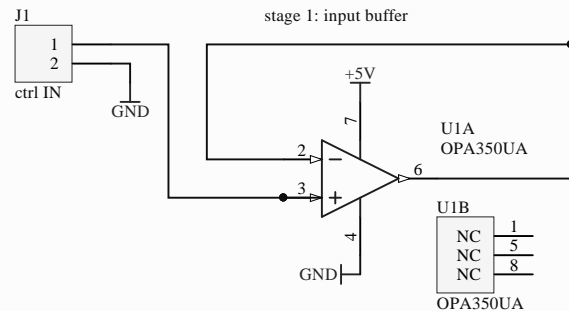 J1
stage 1: input buffer
1
2
ctrl IN
GND
+5V
7
U1A
OPA350UA
2
6
3
4
GND
U1B
NC 1
NC 5
NC 8
OPA350UA